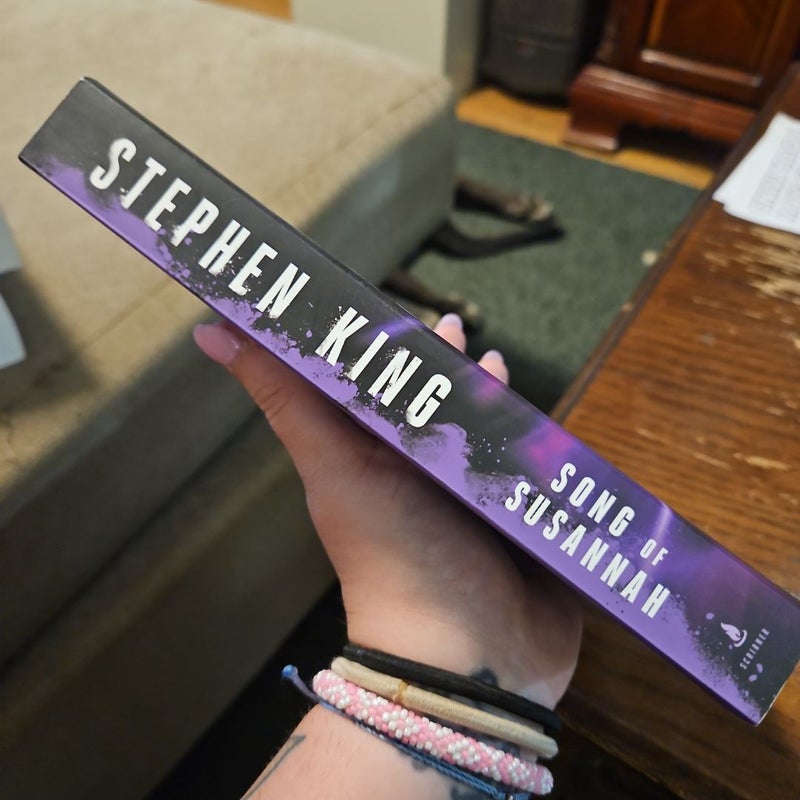 STEPHEN KING
SONG OF
SUSANNAH
SCRIBNER